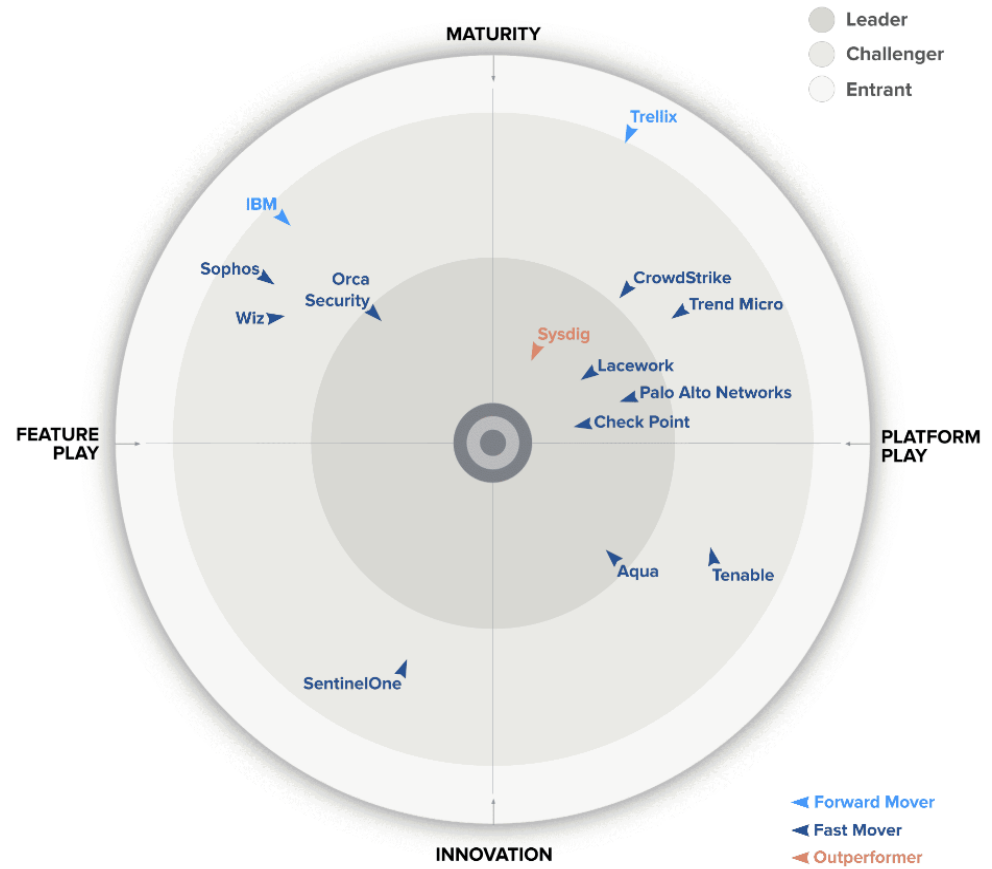 MATURITY
Leader
Challenger
Entrant
Trellix
IBM
Sophos
Orca
Security
Wiz
CrowdStrike
Trend Micro
Sysdig
Lacework
Palo Alto Networks
Check Point
FEATURE
PLAY
PLATFORM
PLAY
Aqua
Tenable
SentinelOne
Forward Mover
Fast Mover
Outperformer
INNOVATION